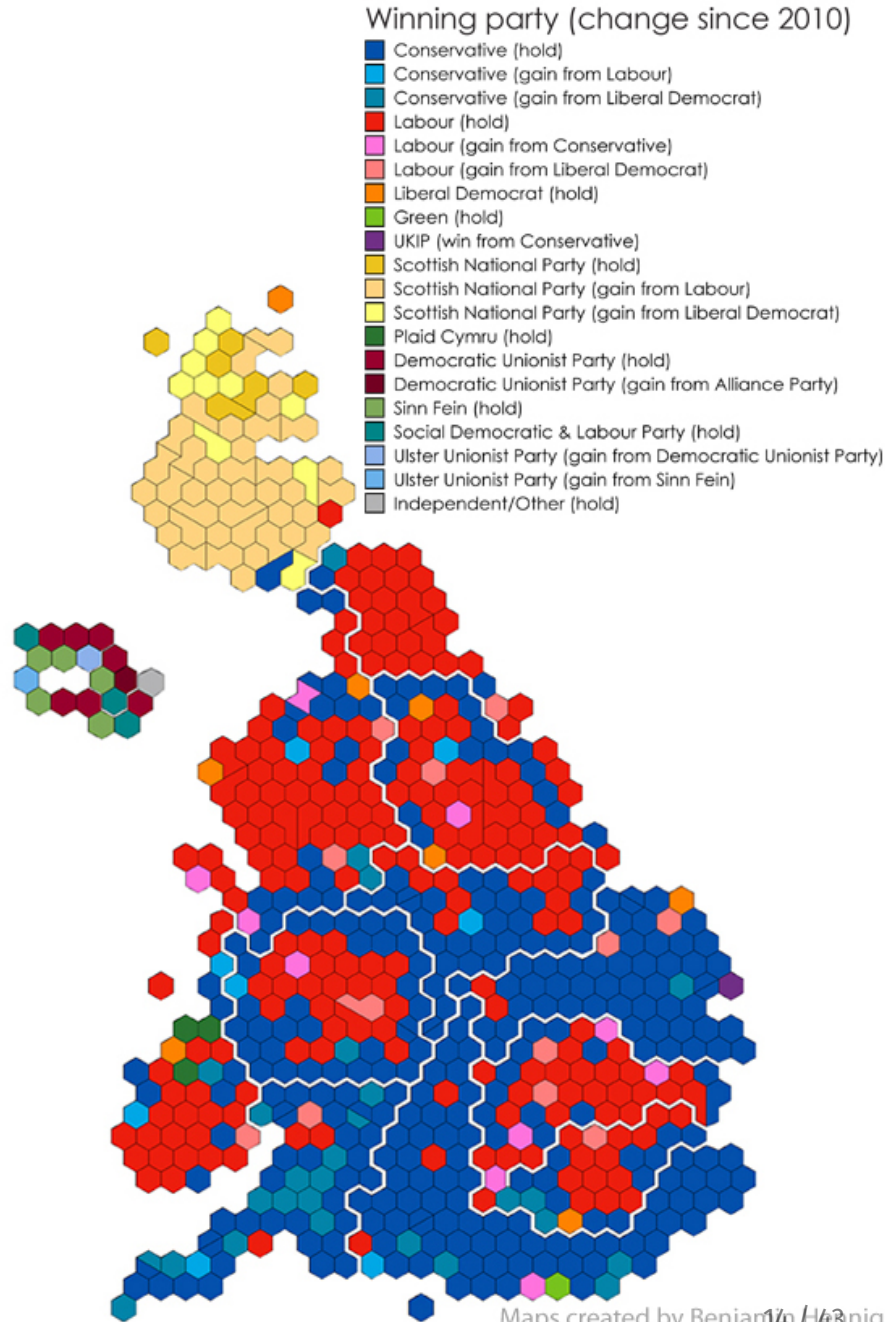 Winning party (change since 2010)
Conservative (hold)
Conservative (gain from Labour)
Conservative (gain from Liberal Democrat)
Labour (hold)
Labour (gain from Conservative)
Labour (gain from Liberal Democrat)
Liberal Democrat (hold)
Green (hold)
UKIP (win from Conservative)
Scottish National Party (hold)
Scottish National Party (gain from Labour)
Scottish National Party (gain from Liberal Democrat)
Plaid Cymru (hold)
Democratic Unionist Party (hold)
Democratic Unionist Party (gain from Alliance Party)
Sinn Fein (hold)
Social Democratic & Labour Party (hold)
Ulster Unionist Party (gain from Democratic Unionist Party)
Ulster Unionist Party (gain from Sinn Fein)
Independent/Other (hold)
Maps created by Benjamin Hennig
14 / 43